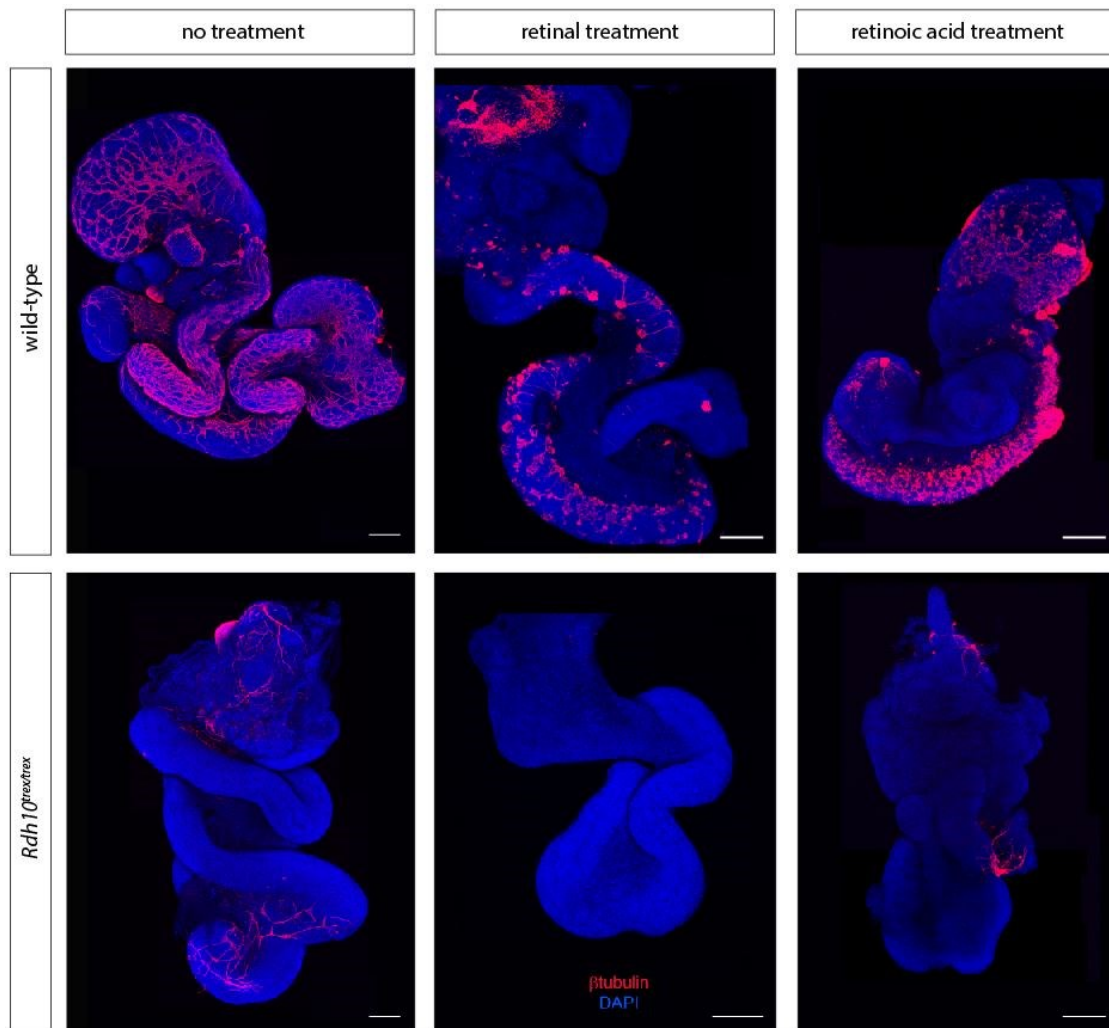 no treatment
retinal treatment
retinoic acid treatment
wild-type
Rdh10trex/trex
βtubulin
DAPI